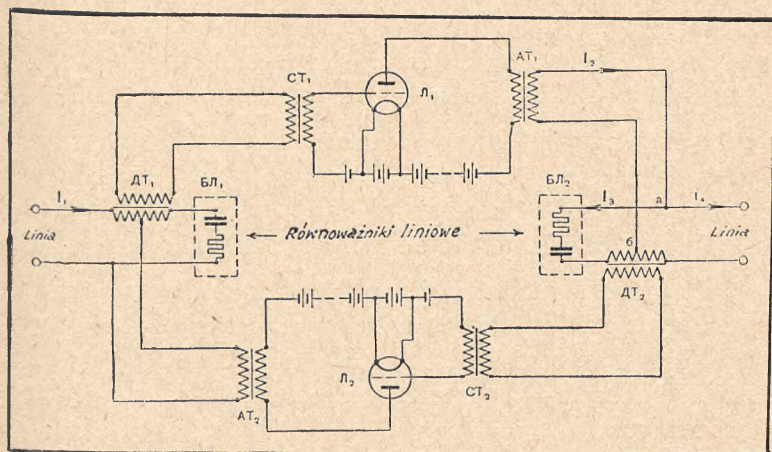 АТ₁
I₂
СТ₁
Л₁
ДТ₁
БЛ₁
БЛ₂
I₁
I₃
а
I₄
Linia
Równoważniki liniowe
Linia
б
ДТ₂
Л₂
АТ₂
СТ₂